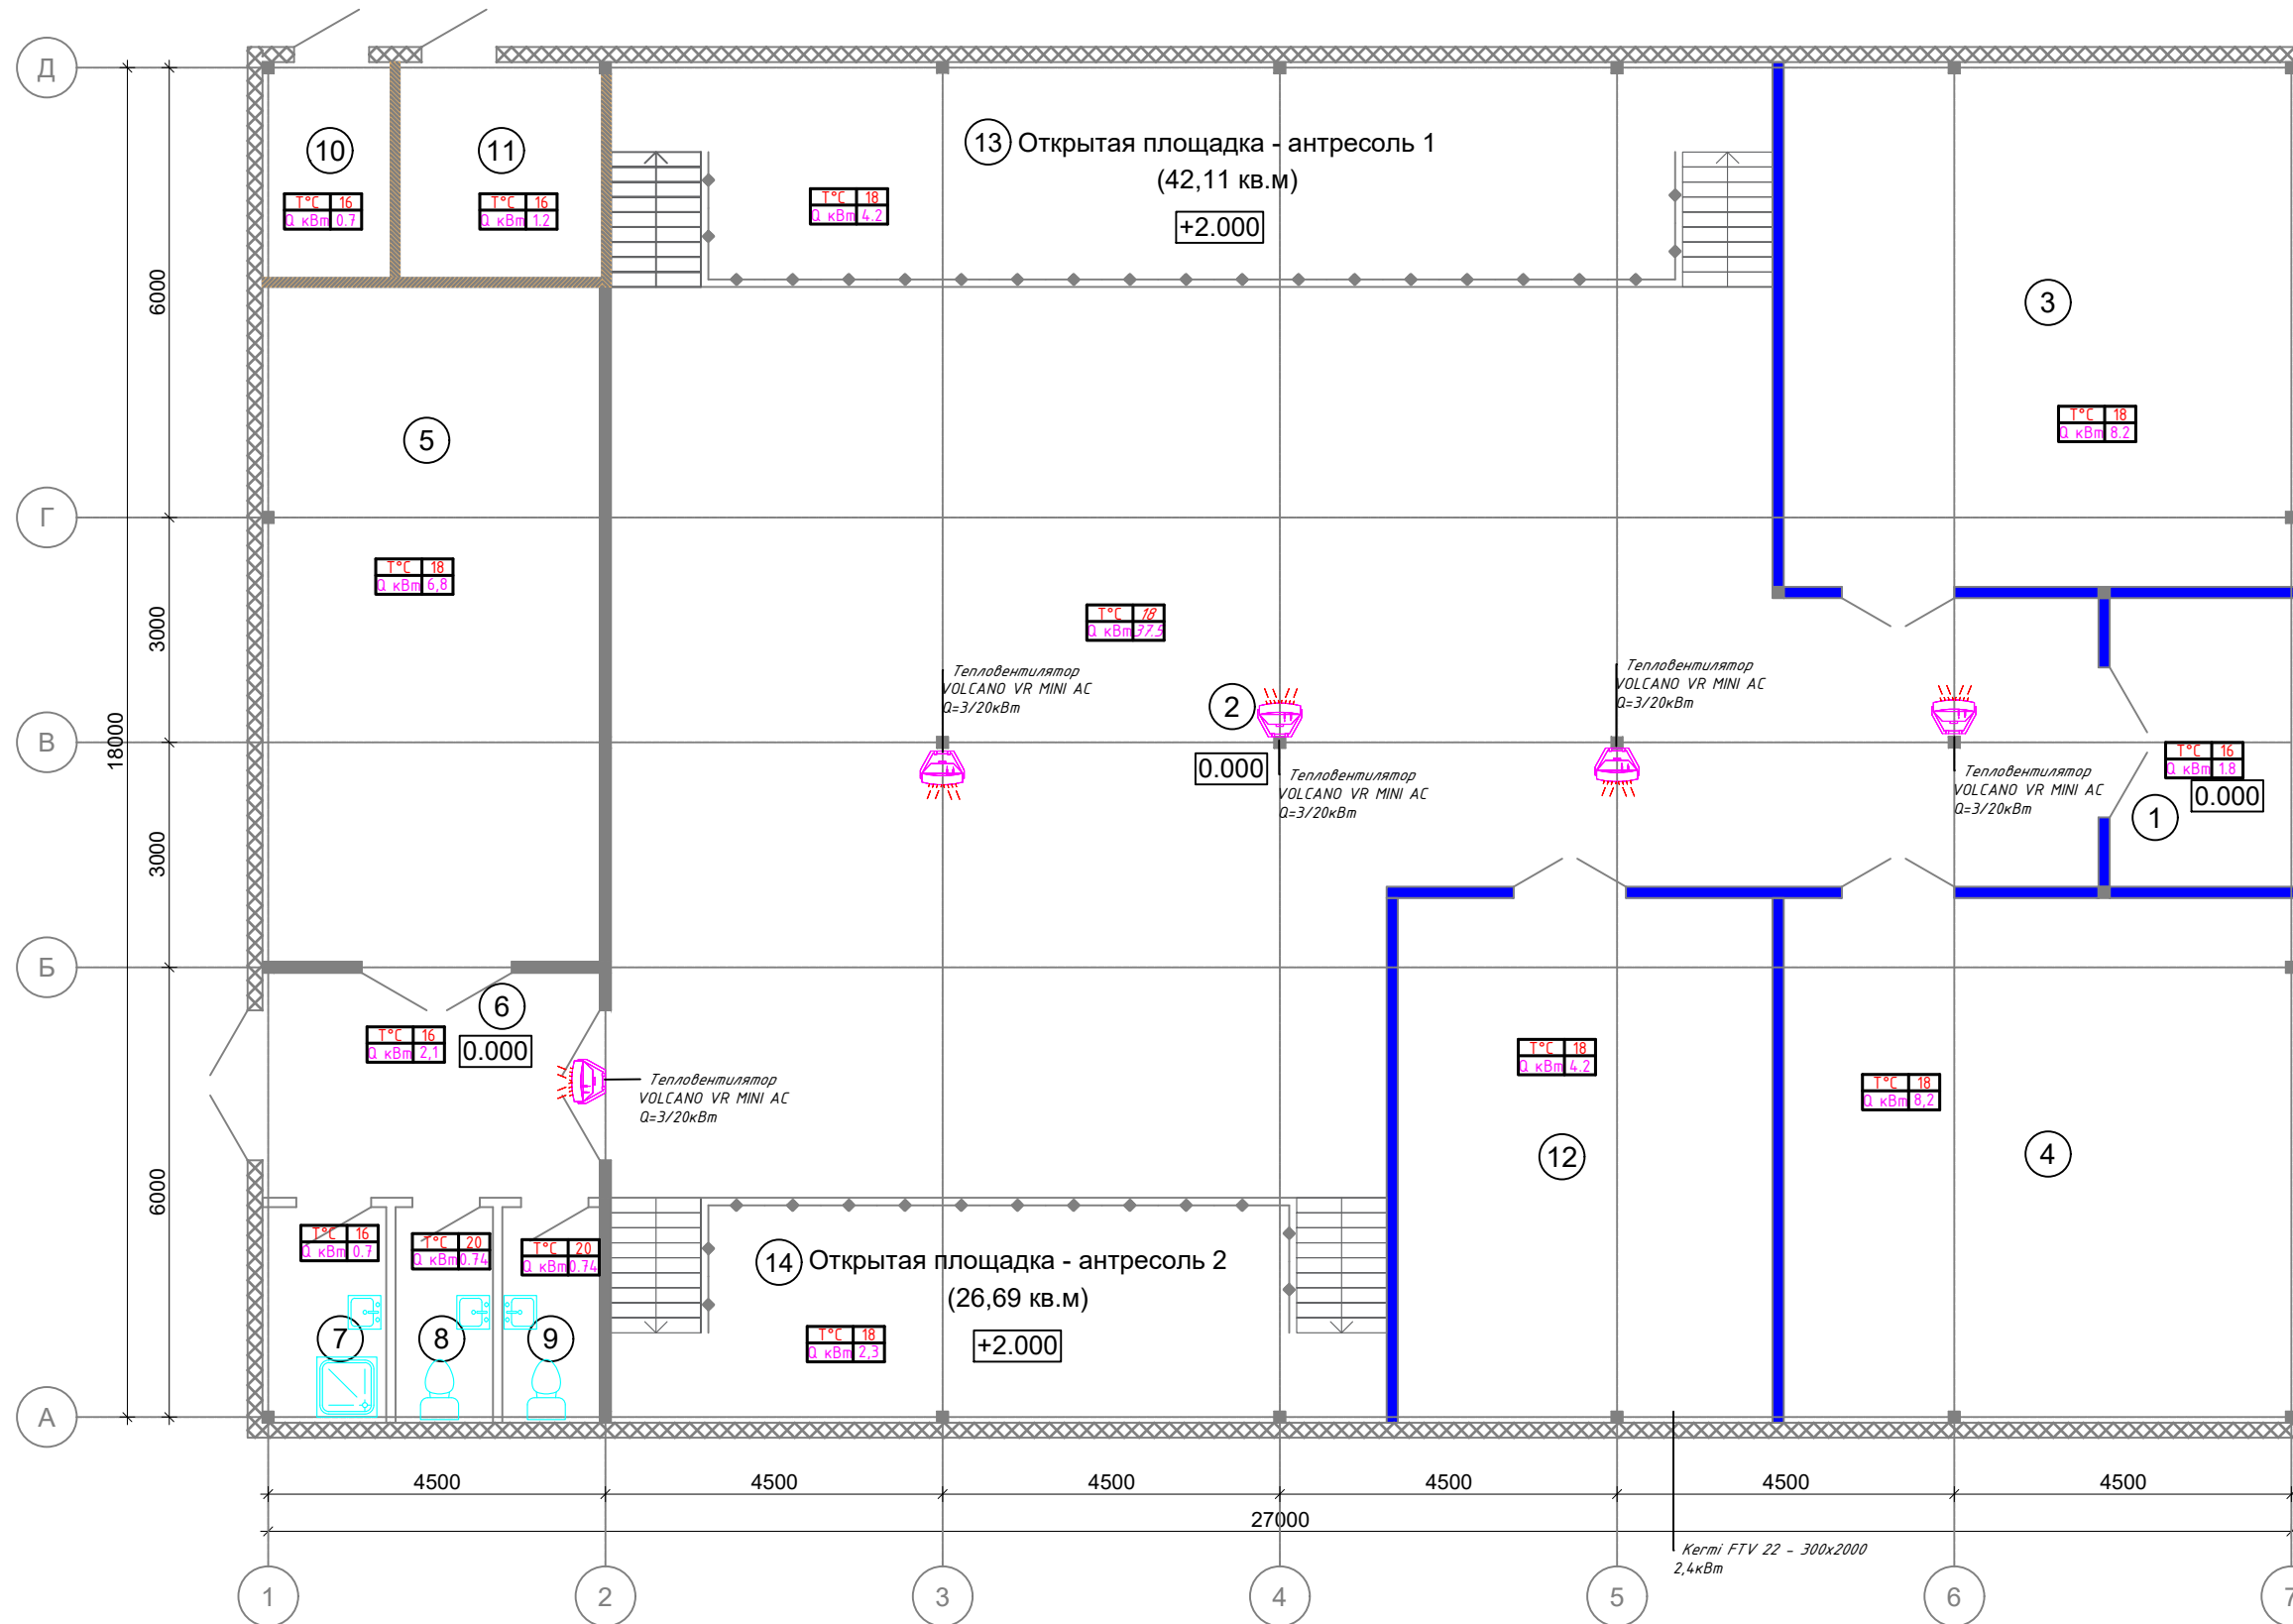 Д
10
11
13 Открытая площадка - антресоль 1
(42,11 кв.м)
+2.000
T°C 16
Q кВт 0.7
T°C 16
Q кВт 1.2
T°C 18
Q кВт 4.2
6000
3
5
T°C 18
Q кВт 8.2
Г
T°C 18
Q кВт 6,8
3000
T°C 18
Q кВт 37.5
Тепловентилятор
VOLCANO VR MINI AC
Q=3/20кВт
2
Тепловентилятор
VOLCANO VR MINI AC
Q=3/20кВт
В
18000
0.000
Тепловентилятор
VOLCANO VR MINI AC
Q=3/20кВт
Тепловентилятор
VOLCANO VR MINI AC
Q=3/20кВт
T°C 16
Q кВт 1.8
0.000
1
3000
Б
6
T°C 16
Q кВт 2,1
0.000
Тепловентилятор
VOLCANO VR MINI AC
Q=3/20кВт
T°C 18
Q кВт 4.2
T°C 18
Q кВт 8,2
12
4
6000
T°C 16
Q кВт 0.7
T°C 20
Q кВт 0.74
T°C 20
Q кВт 0.74
14 Открытая площадка - антресоль 2
(26,69 кв.м)
+2.000
7
8
9
T°C 18
Q кВт 2,3
А
4500
4500
4500
4500
4500
4500
27000
Kermi FTV 22 - 300x2000
2,4кВт
1
2
3
4
5
6
7